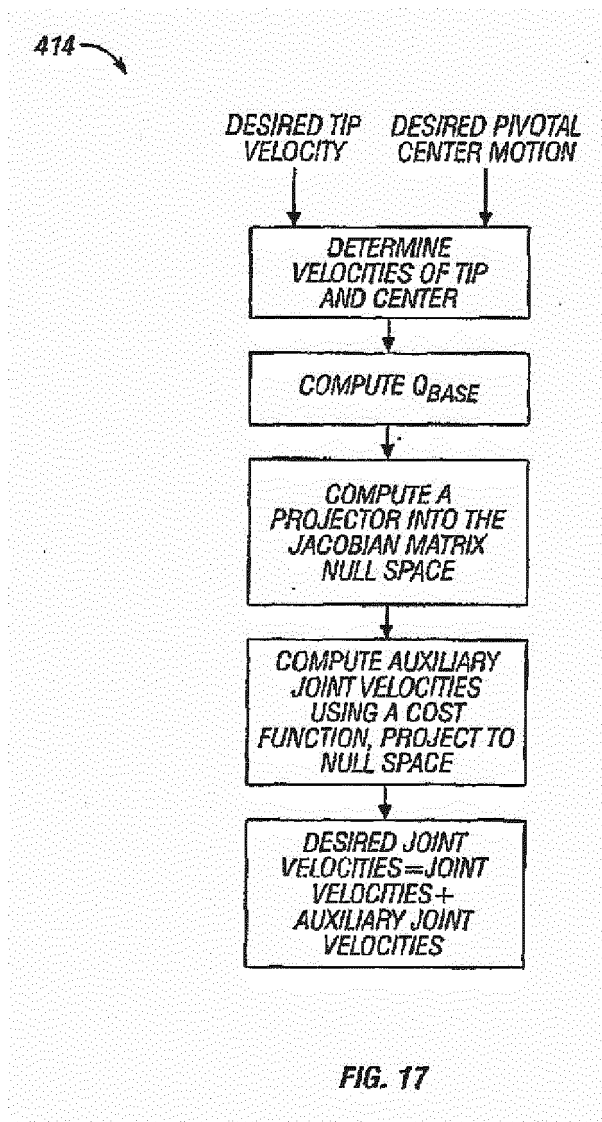 414
DESIRED TIP VELOCITY
DESIRED PIVOTAL CENTER MOTION
DETERMINE
VELOCITIES OF TIP
AND CENTER
COMPUTE QBASE
COMPUTE A
PROJECTOR INTO THE
JACOBIAN MATRIX
NULL SPACE
COMPUTE AUXILIARY
JOINT VELOCITIES
USING A COST
FUNCTION, PROJECT TO
NULL SPACE
DESIRED JOINT
VELOCITIES=JOINT
VELOCITIES+
AUXILIARY JOINT
VELOCITIES
FIG. 17